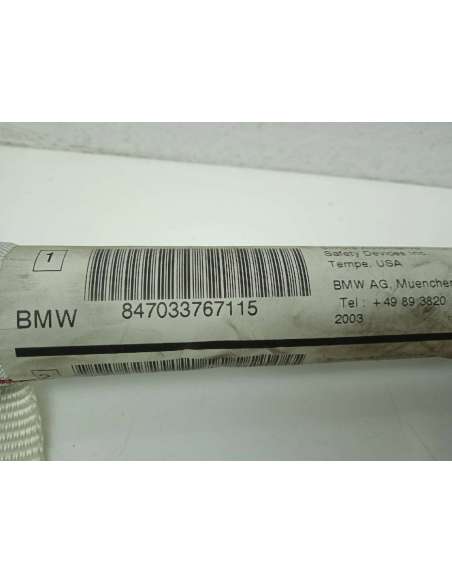 1
Safety Devices Inc.
Tempe, USA
BMW AG, Muenchen
Tel : +49 89 3820
2003
BMW 847033767115